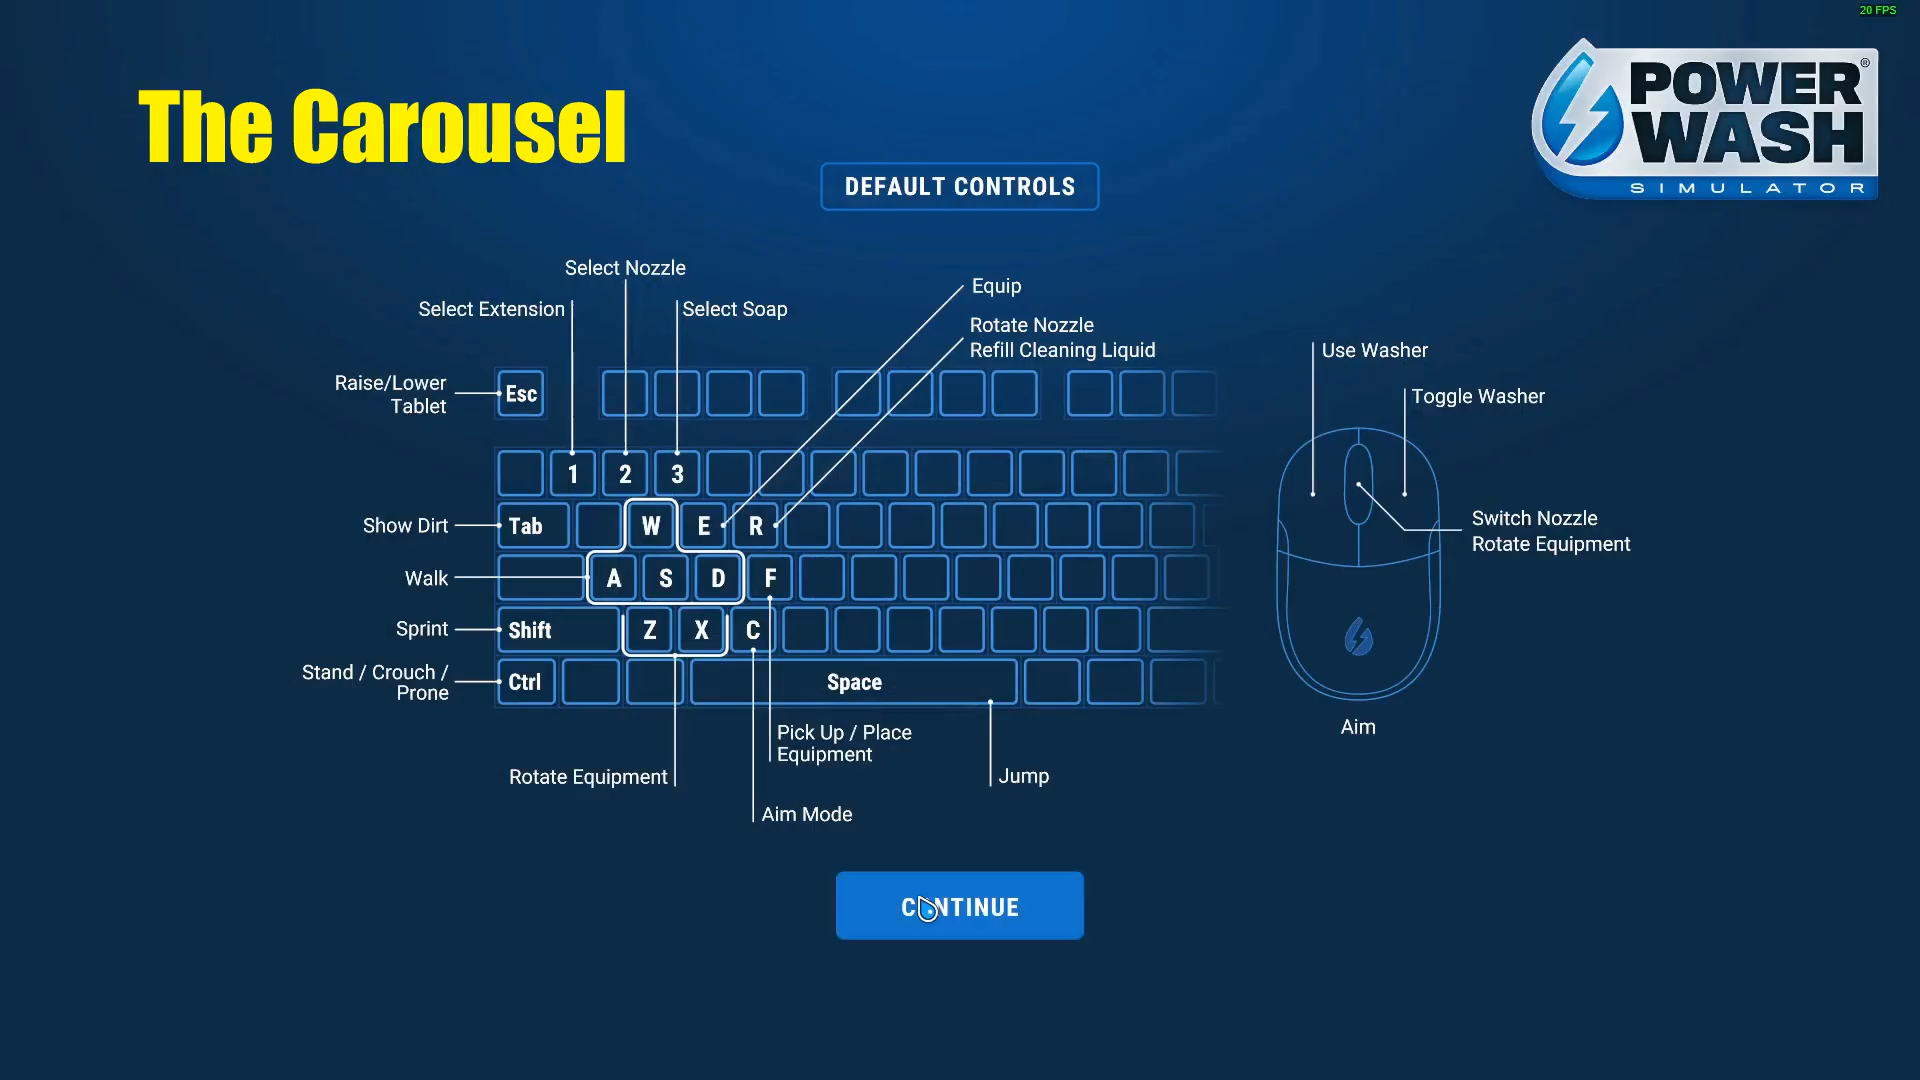 20 FPS
The Carousel
POWER
WASH
SIMULATOR
®
DEFAULT CONTROLS
Select Nozzle
Select Extension
Select Soap
Equip
Rotate Nozzle
Refill Cleaning Liquid
Use Washer
Toggle Washer
Raise/Lower
Tablet
Esc
1
2
3
Show Dirt
Tab
W
E
R
Switch Nozzle
Rotate Equipment
Walk
A
S
D
F
Sprint
Shift
Z
X
C
Stand / Crouch /
Prone
Ctrl
Space
Aim
Pick Up / Place
Equipment
Rotate Equipment
Jump
Aim Mode
CONTINUE